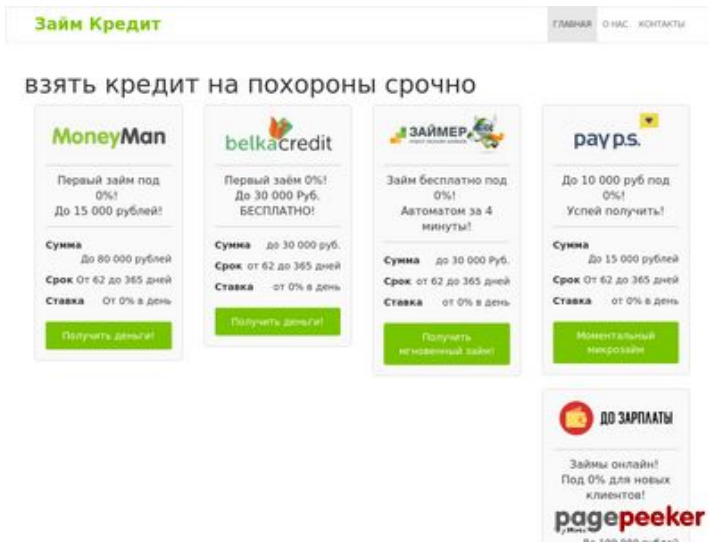 Займ Кредит
ГЛАВНАЯ О НАС КОНТАКТЫ
взять кредит на похороны срочно
MoneyMan
Первый займ под
0%!
До 15 000 рублей!
Сумма
До 80 000 рублей
Срок От 62 до 365 дней
Ставка От 0% в день
Получить деньги!
belkacredit
Первый заём 0%!
До 30 000 Руб.
БЕСПЛАТНО!
Сумма до 30 000 руб.
Срок от 62 до 365 дней
Ставка от 0% в день
Получить деньги!
ЗАЙМЕР
Займ бесплатно под
0%!
Автоматом за 4
минуты!
Сумма до 30 000 Руб.
Срок от 62 до 365 дней
Ставка от 0% в день
Получить
мгновенный займ!
pay p.s.
До 10 000 руб под
0%!
Успей получить!
Сумма
До 15 000 рублей
Срок От 62 до 365 дней
Ставка От 0% в день
Моментальный
микрозайм
ДО ЗАРПЛАТЫ
Займы онлайн!
Под 0% для новых
клиентов!
pagepeeker
До 100 000 рублей